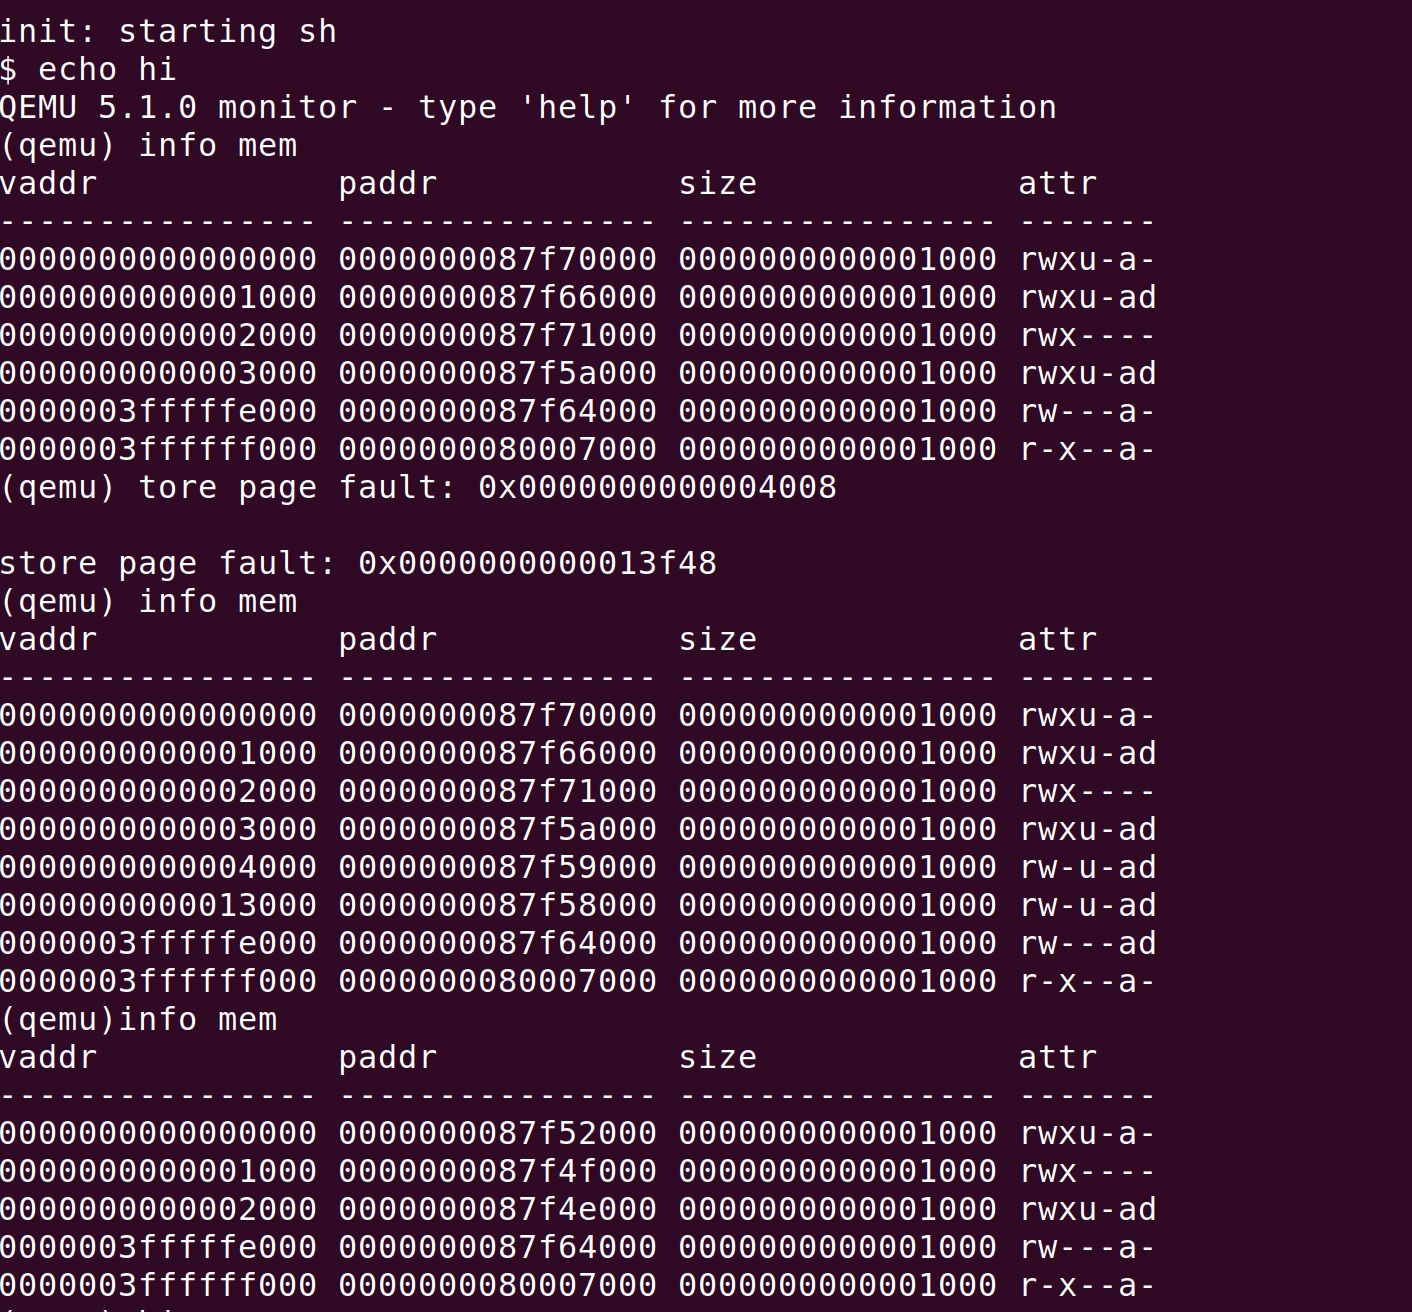 init: starting sh
$ echo hi
QEMU 5.1.0 monitor - type 'help' for more information
(qemu) info mem
vaddr            paddr            size             attr
---------------- ---------------- ---------------- -------
0000000000000000 0000000087f70000 0000000000001000 rwxu-a-
0000000000001000 0000000087f66000 0000000000001000 rwxu-ad
0000000000002000 0000000087f71000 0000000000001000 rwx----
0000000000003000 0000000087f5a000 0000000000001000 rwxu-ad
0000003fffffe000 0000000087f64000 0000000000001000 rw---a-
0000003ffffff000 0000000080007000 0000000000001000 r-x--a-
(qemu) tore page fault: 0x0000000000004008
store page fault: 0x0000000000013f48
(qemu) info mem
vaddr            paddr            size             attr
---------------- ---------------- ---------------- -------
0000000000000000 0000000087f70000 0000000000001000 rwxu-a-
0000000000001000 0000000087f66000 0000000000001000 rwxu-ad
0000000000002000 0000000087f71000 0000000000001000 rwx----
0000000000003000 0000000087f5a000 0000000000001000 rwxu-ad
0000000000004000 0000000087f59000 0000000000001000 rw-u-ad
0000000000013000 0000000087f58000 0000000000001000 rw-u-ad
0000003fffffe000 0000000087f64000 0000000000001000 rw---ad
0000003ffffff000 0000000080007000 0000000000001000 r-x--a-
(qemu)info mem
vaddr            paddr            size             attr
---------------- ---------------- ---------------- -------
0000000000000000 0000000087f52000 0000000000001000 rwxu-a-
0000000000001000 0000000087f4f000 0000000000001000 rwx----
0000000000002000 0000000087f4e000 0000000000001000 rwxu-ad
0000003fffffe000 0000000087f64000 0000000000001000 rw---a-
0000003ffffff000 0000000080007000 0000000000001000 r-x--a-